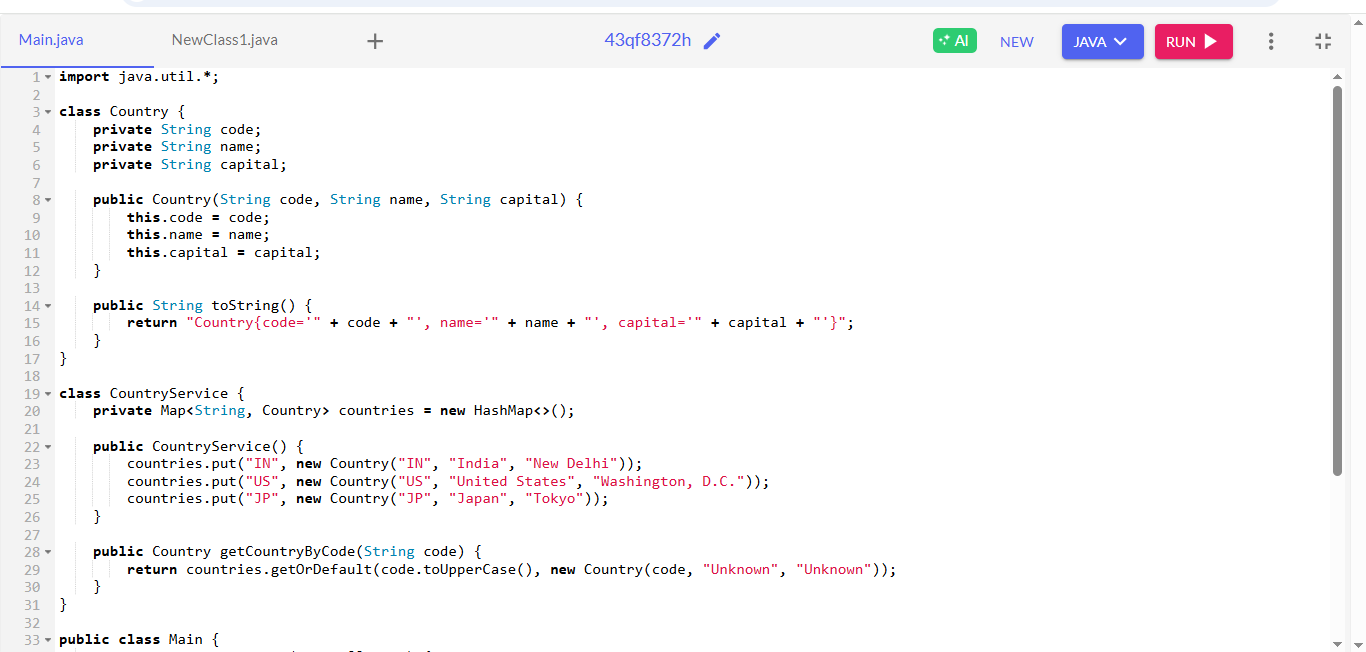 Main.java NewClass1.java + 43qf8372h AI NEW JAVA RUN
1 import java.util.*;
2
3 class Country {
4     private String code;
5     private String name;
6     private String capital;
7
8     public Country(String code, String name, String capital) {
9         this.code = code;
10         this.name = name;
11         this.capital = capital;
12     }
13
14     public String toString() {
15         return "Country{code='" + code + "', name='" + name + "', capital='" + capital + "'}";
16     }
17 }
18
19 class CountryService {
20     private Map<String, Country> countries = new HashMap<>();
21
22     public CountryService() {
23         countries.put("IN", new Country("IN", "India", "New Delhi"));
24         countries.put("US", new Country("US", "United States", "Washington, D.C."));
25         countries.put("JP", new Country("JP", "Japan", "Tokyo"));
26     }
27
28     public Country getCountryByCode(String code) {
29         return countries.getOrDefault(code.toUpperCase(), new Country(code, "Unknown", "Unknown"));
30     }
31 }
32
33 public class Main {